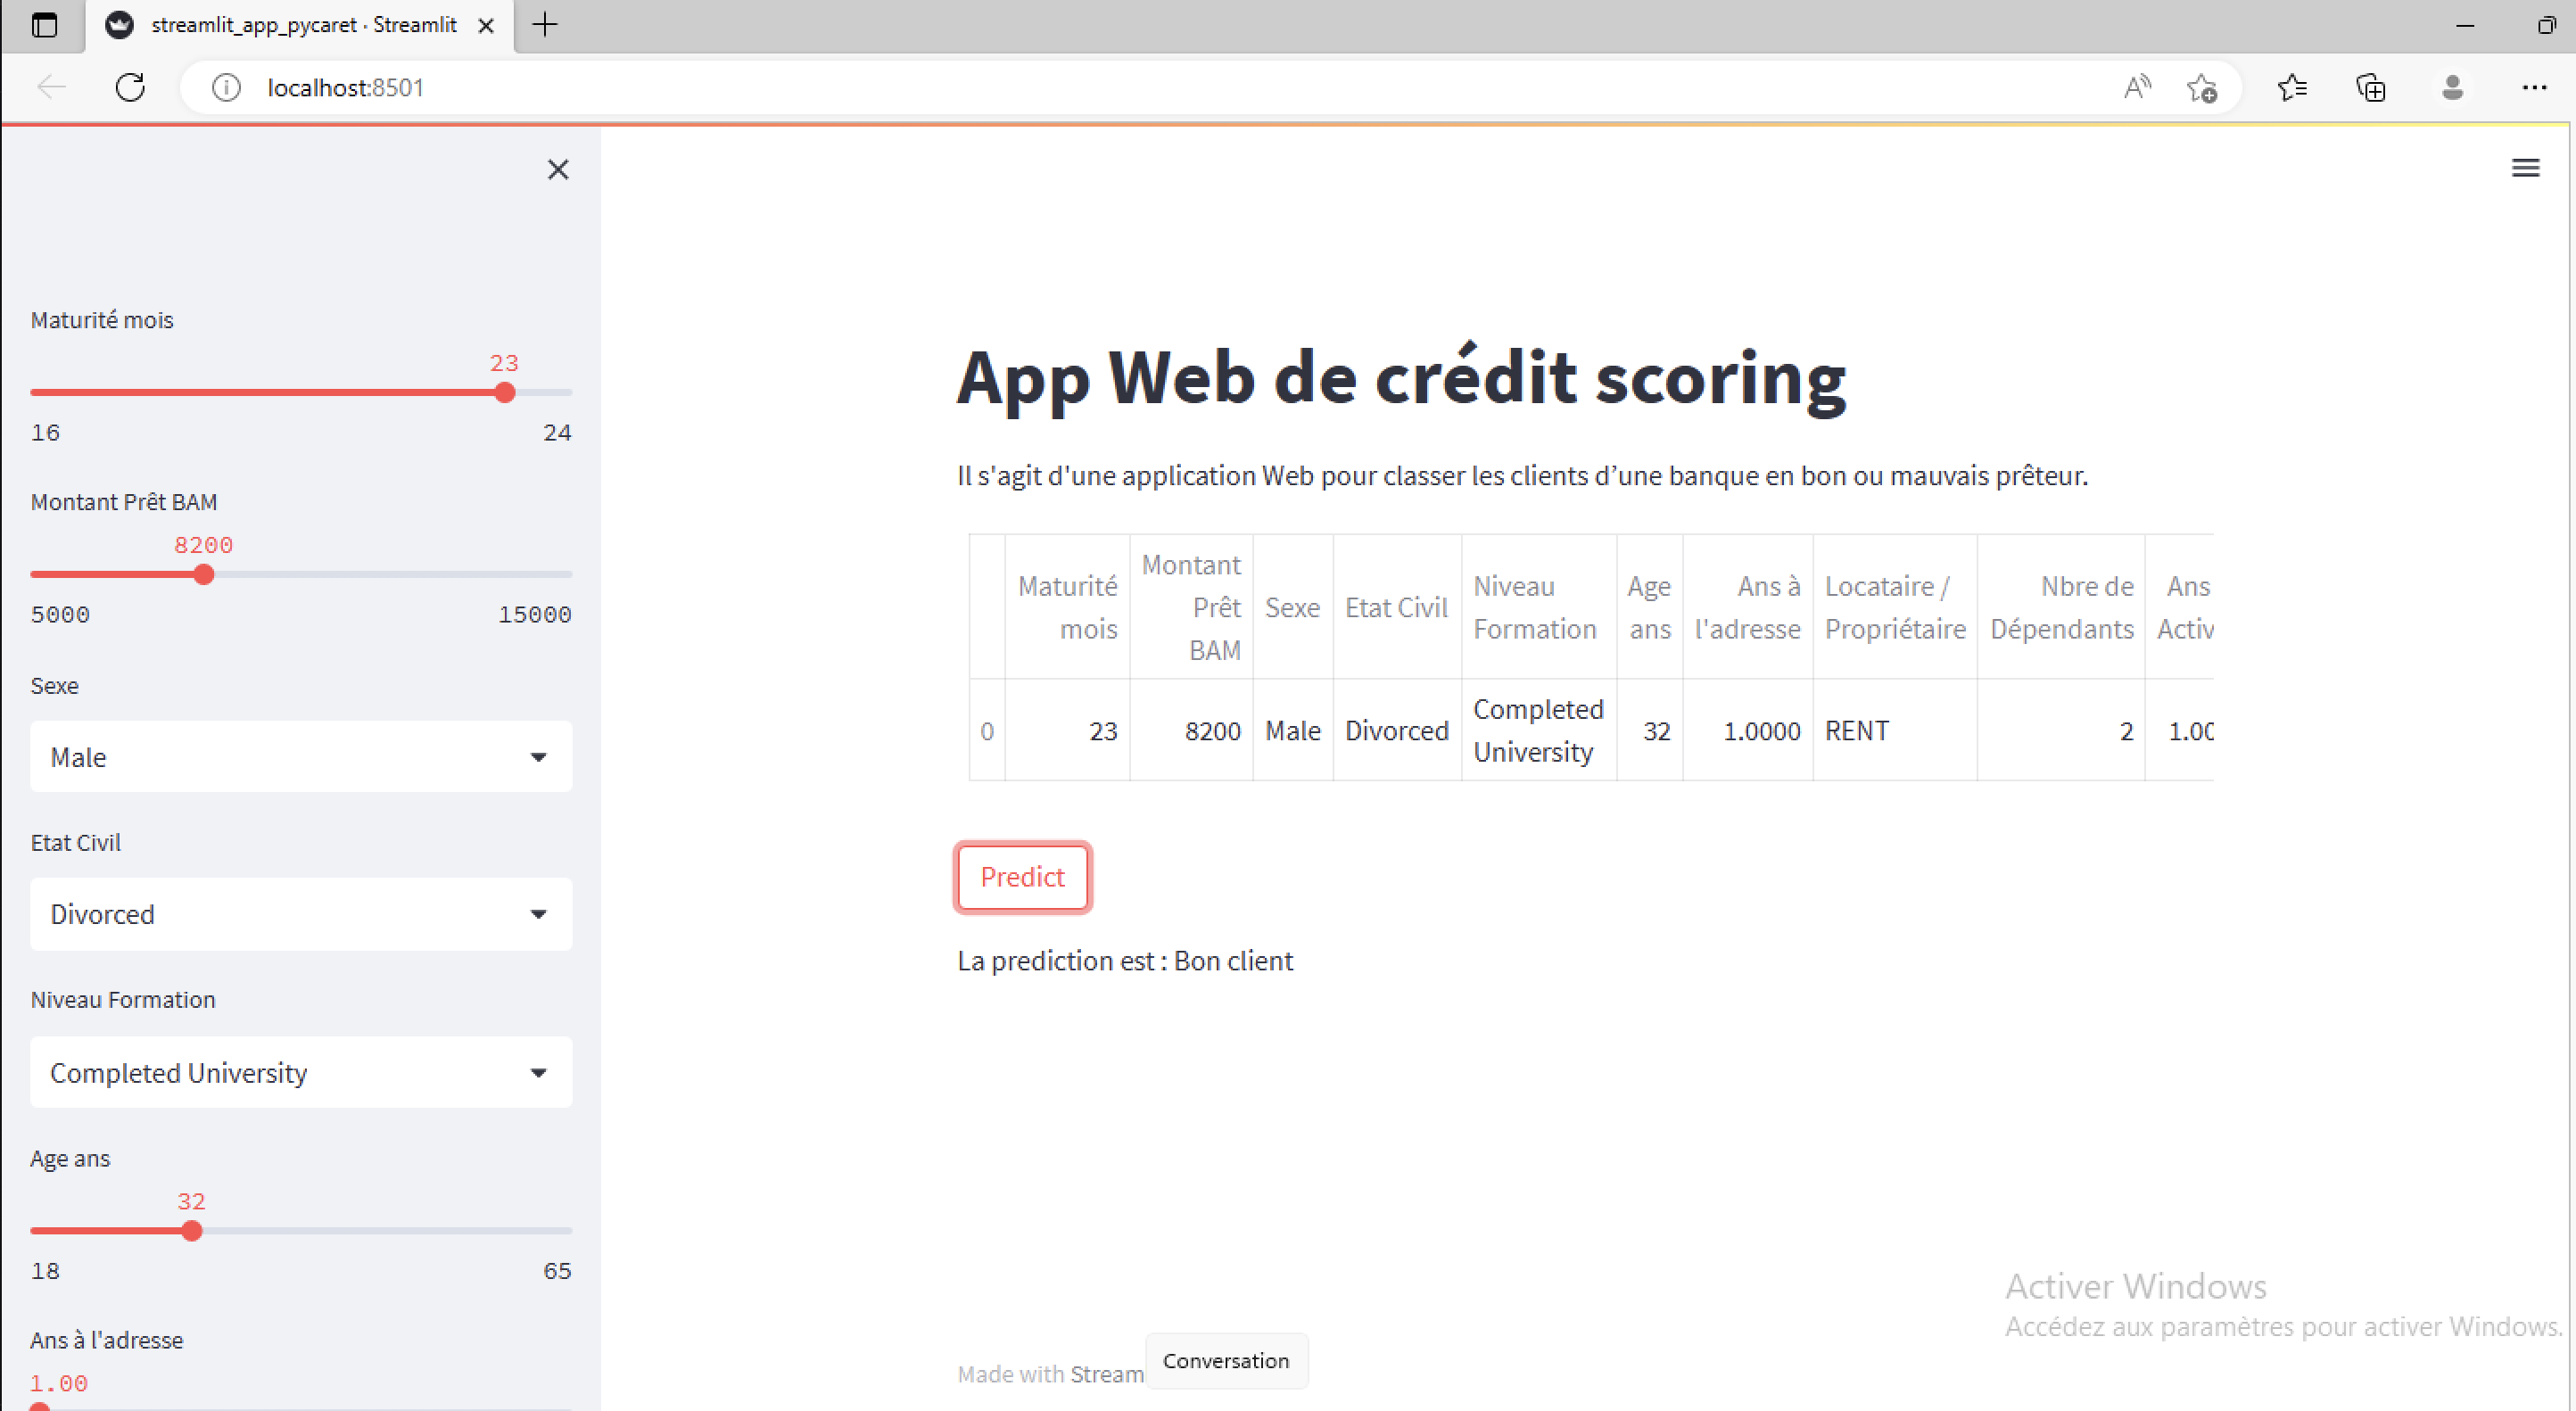 streamlit_app_pycaret · Streamlit
localhost:8501
Maturité mois
23
16 24
Montant Prêt BAM
8200
5000 15000
Sexe
Male
Etat Civil
Divorced
Niveau Formation
Completed University
Age ans
32
18 65
Ans à l'adresse
1.00
App Web de crédit scoring
Il s'agit d'une application Web pour classer les clients d’une banque en bon ou mauvais prêteur.
Maturité mois Montant Prêt BAM Sexe Etat Civil Niveau Formation Age ans Ans à l'adresse Locataire / Propriétaire Nbre de Dépendants Ans Activ
0 23 8200 Male Divorced Completed University 32 1.0000 RENT 2 1.00
Predict
La prediction est : Bon client
Made with Stream
Conversation
Activer Windows
Accédez aux paramètres pour activer Windows.